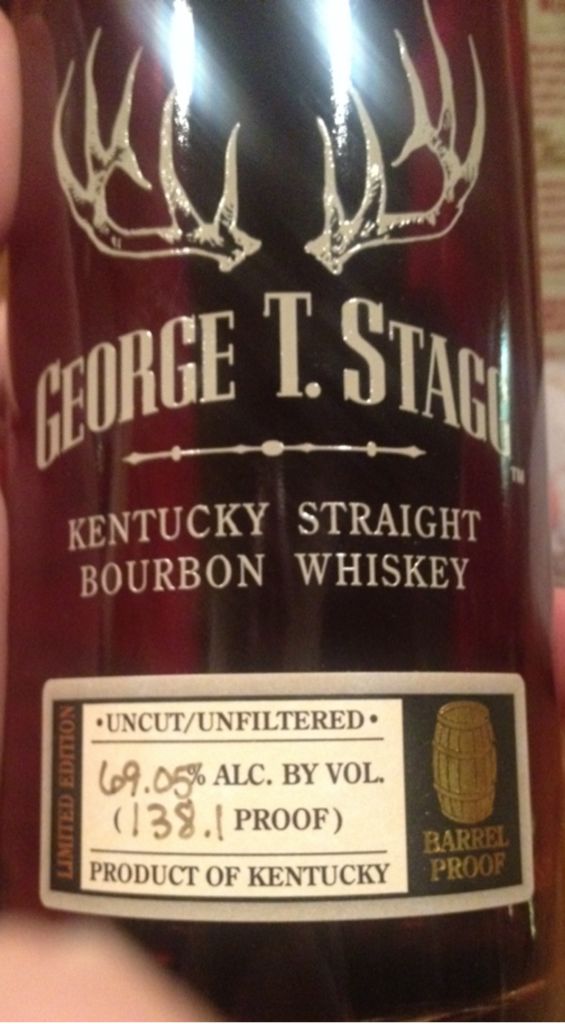 GEORGE T. STAGG
™
KENTUCKY STRAIGHT
BOURBON WHISKEY
LIMITED EDITION
•UNCUT/UNFILTERED•
69.05% ALC. BY VOL.
(138.1 PROOF)
PRODUCT OF KENTUCKY
BARREL
PROOF